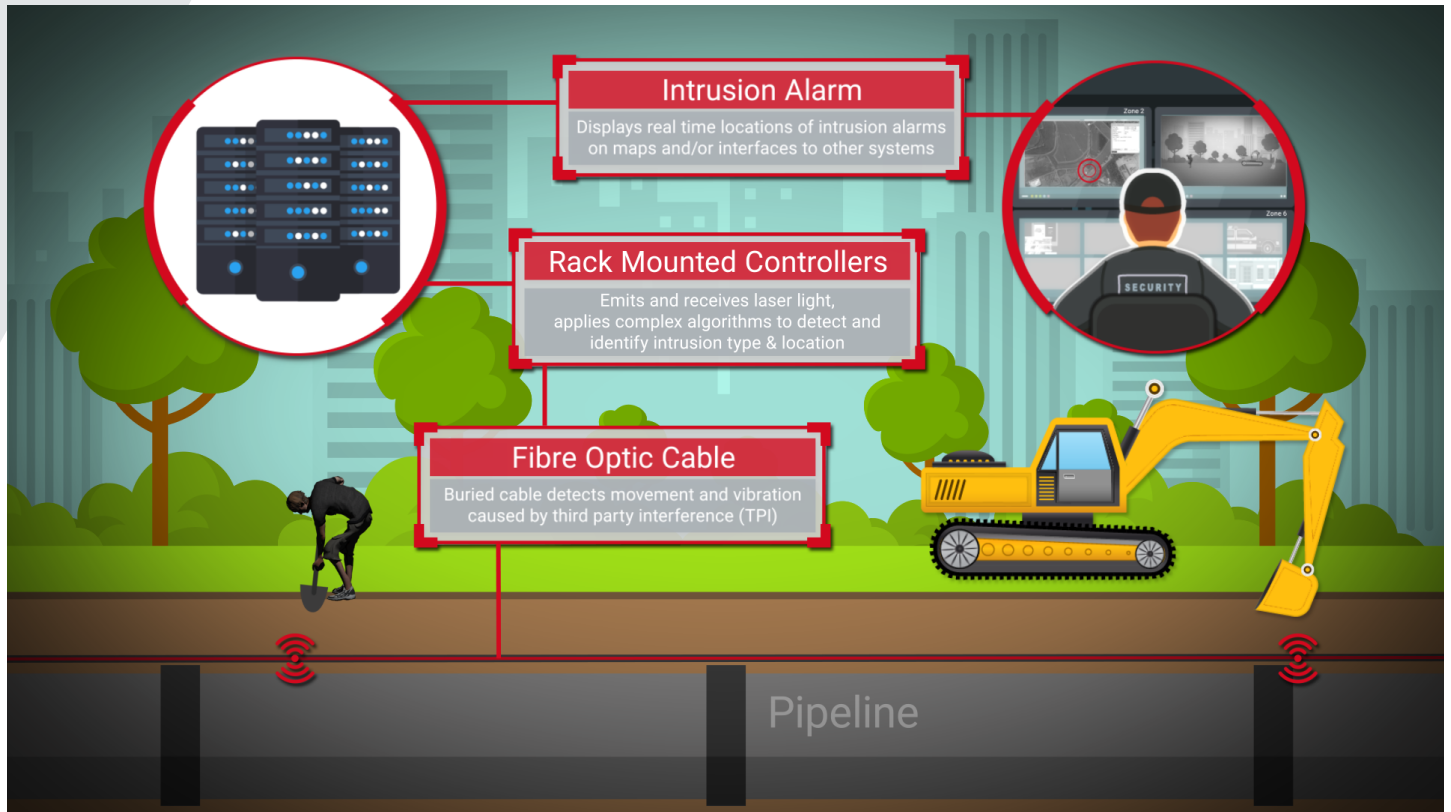 Intrusion Alarm
Displays real time locations of intrusion alarms
on maps and/or interfaces to other systems
Zone 2
Zone 6
SECURITY
Rack Mounted Controllers
Emits and receives laser light,
applies complex algorithms to detect and
identify intrusion type & location
Fibre Optic Cable
Buried cable detects movement and vibration
caused by third party interference (TPI)
Pipeline